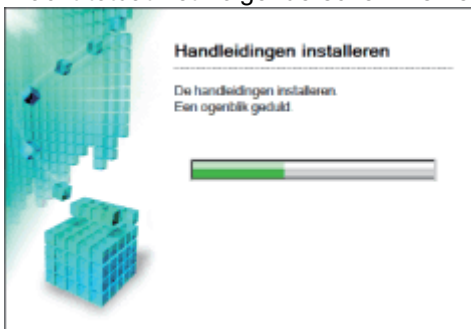 Handleidingen installeren
De handleidingen installeren.
Een ogenblik geduld.